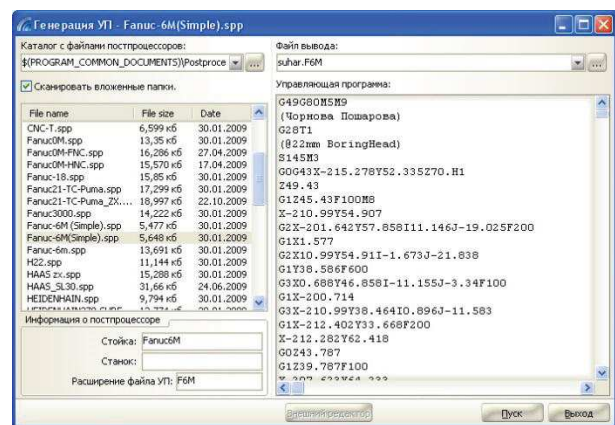 Генерация УП - Fanuc-6M(Simple).spp
Каталог с файлами постпроцессоров:
$(PROGRAM_COMMON_DOCUMENTS)\Postproce
...
Сканировать вложенные папки.
File name File size Date
CNC-T.spp 6,599 кб 30.01.2009
Fanuc0M.spp 13,35 кб 30.01.2009
Fanuc0M-FNC.spp 16,286 кб 27.04.2009
Fanuc0M-HNC.spp 15,570 кб 17.04.2009
Fanuc-18.spp 15,85 кб 30.01.2009
Fanuc21-TC-Puma.spp 17,299 кб 30.01.2009
Fanuc21-TC-Puma_ZX.... 18,997 кб 22.10.2009
Fanuc3000.spp 14,222 кб 30.01.2009
Fanuc-6M (Simple).spp 5,477 кб 30.01.2009
Fanuc-6M(Simple).spp 5,648 кб 30.01.2009
Fanuc-6m.spp 13,691 кб 30.01.2009
H22.spp 11,144 кб 30.01.2009
HAAS zx.spp 15,288 кб 30.01.2009
HAAS_SL30.spp 31,66 кб 24.06.2009
HEIDENHAIN.spp 9,794 кб 30.01.2009
Информация о постпроцессоре
Стойка: Fanuc6M
Станок:
Расширение файла УП: F6M
Файл вывода:
suhar.F6M
...
Управляющая программа:
G49G80M5M9
(Чорнова Пошарова)
G28T1
(@22mm BoringHead)
S145M3
G0G43X-215.278Y52.335Z70.H1
Z49.43
G1Z45.43F100M8
X-210.99Y54.907
G2X-201.642Y57.858I11.146J-19.025F200
G1X1.577
G2X10.99Y54.91I-1.673J-21.838
G1Y38.586F600
G3X0.688Y46.858I-11.155J-3.34F100
G1X-200.714
G3X-210.99Y38.464I0.896J-11.583
G1X-212.402Y33.668F200
X-212.282Y62.418
G0Z43.787
G1Z39.787F100
Внешний редактор
Пуск
Выход